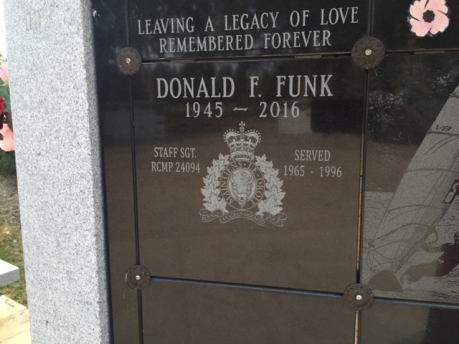 LEAVING A LEGACY OF LOVE
REMEMBERED FOREVER
DONALD F. FUNK
1945 ~ 2016
STAFF SGT.
RCMP 24094
SERVED
1965 - 1996